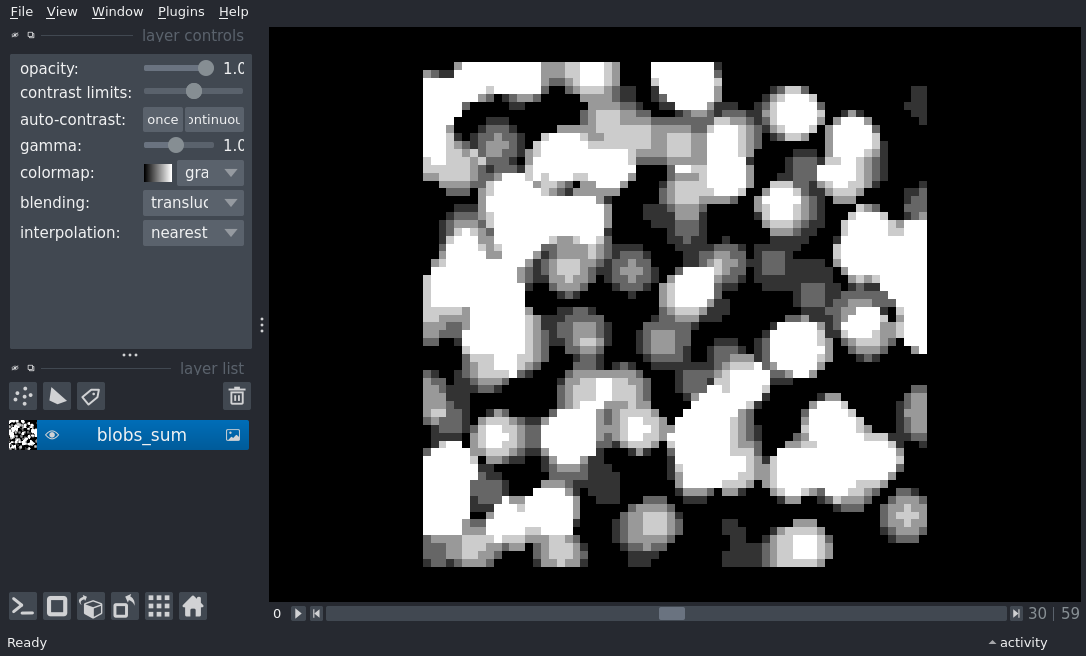 File View Window Plugins Help
layer controls
opacity: 1.0
contrast limits:
auto-contrast: once ontinuou
gamma: 1.0
colormap: gra
blending: transluc
interpolation: nearest
layer list
blobs_sum
0 30 | 59
Ready activity